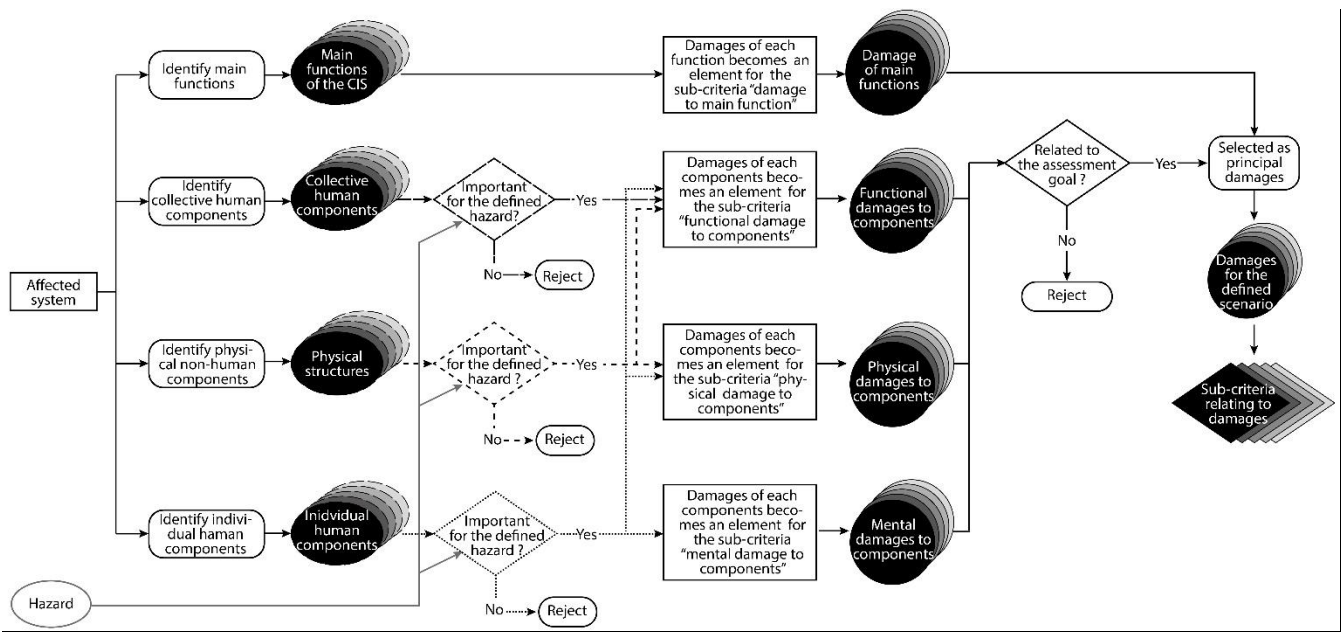 Identify main
functions
Main
functions
of the CIS
Damages of each
function becomes an
element for the
sub-criteria “damage
to main function”
Damage
of main
functions
Identify
collective human
components
Collective
human
components
Important
for the defined
hazard?
Yes
No
Reject
Damages of each
components beco-
mes an element for
the sub-criteria
“functional damage
to components”
Functional
damages to
components
Related to
the assessment
goal ?
Yes
No
Reject
Selected as
principal
damages
Damages
for the
defined
scenario
Sub-criteria
relating to
damages
Affected
system
Identify physi-
cal non-human
components
Physical
structures
Important
for the defined
hazard ?
Yes
No
Reject
Damages of each
components beco-
mes an element for
the sub-criteria “phy-
sical damage to
components”
Physical
damages to
components
Identify indivi-
dual haman
components
Inidvidual
human
components
Important
for the defined
hazard ?
Yes
No
Reject
Damages of each
components beco-
mes an element for
the sub-criteria
“mental damage to
components”
Mental
damages to
components
Hazard